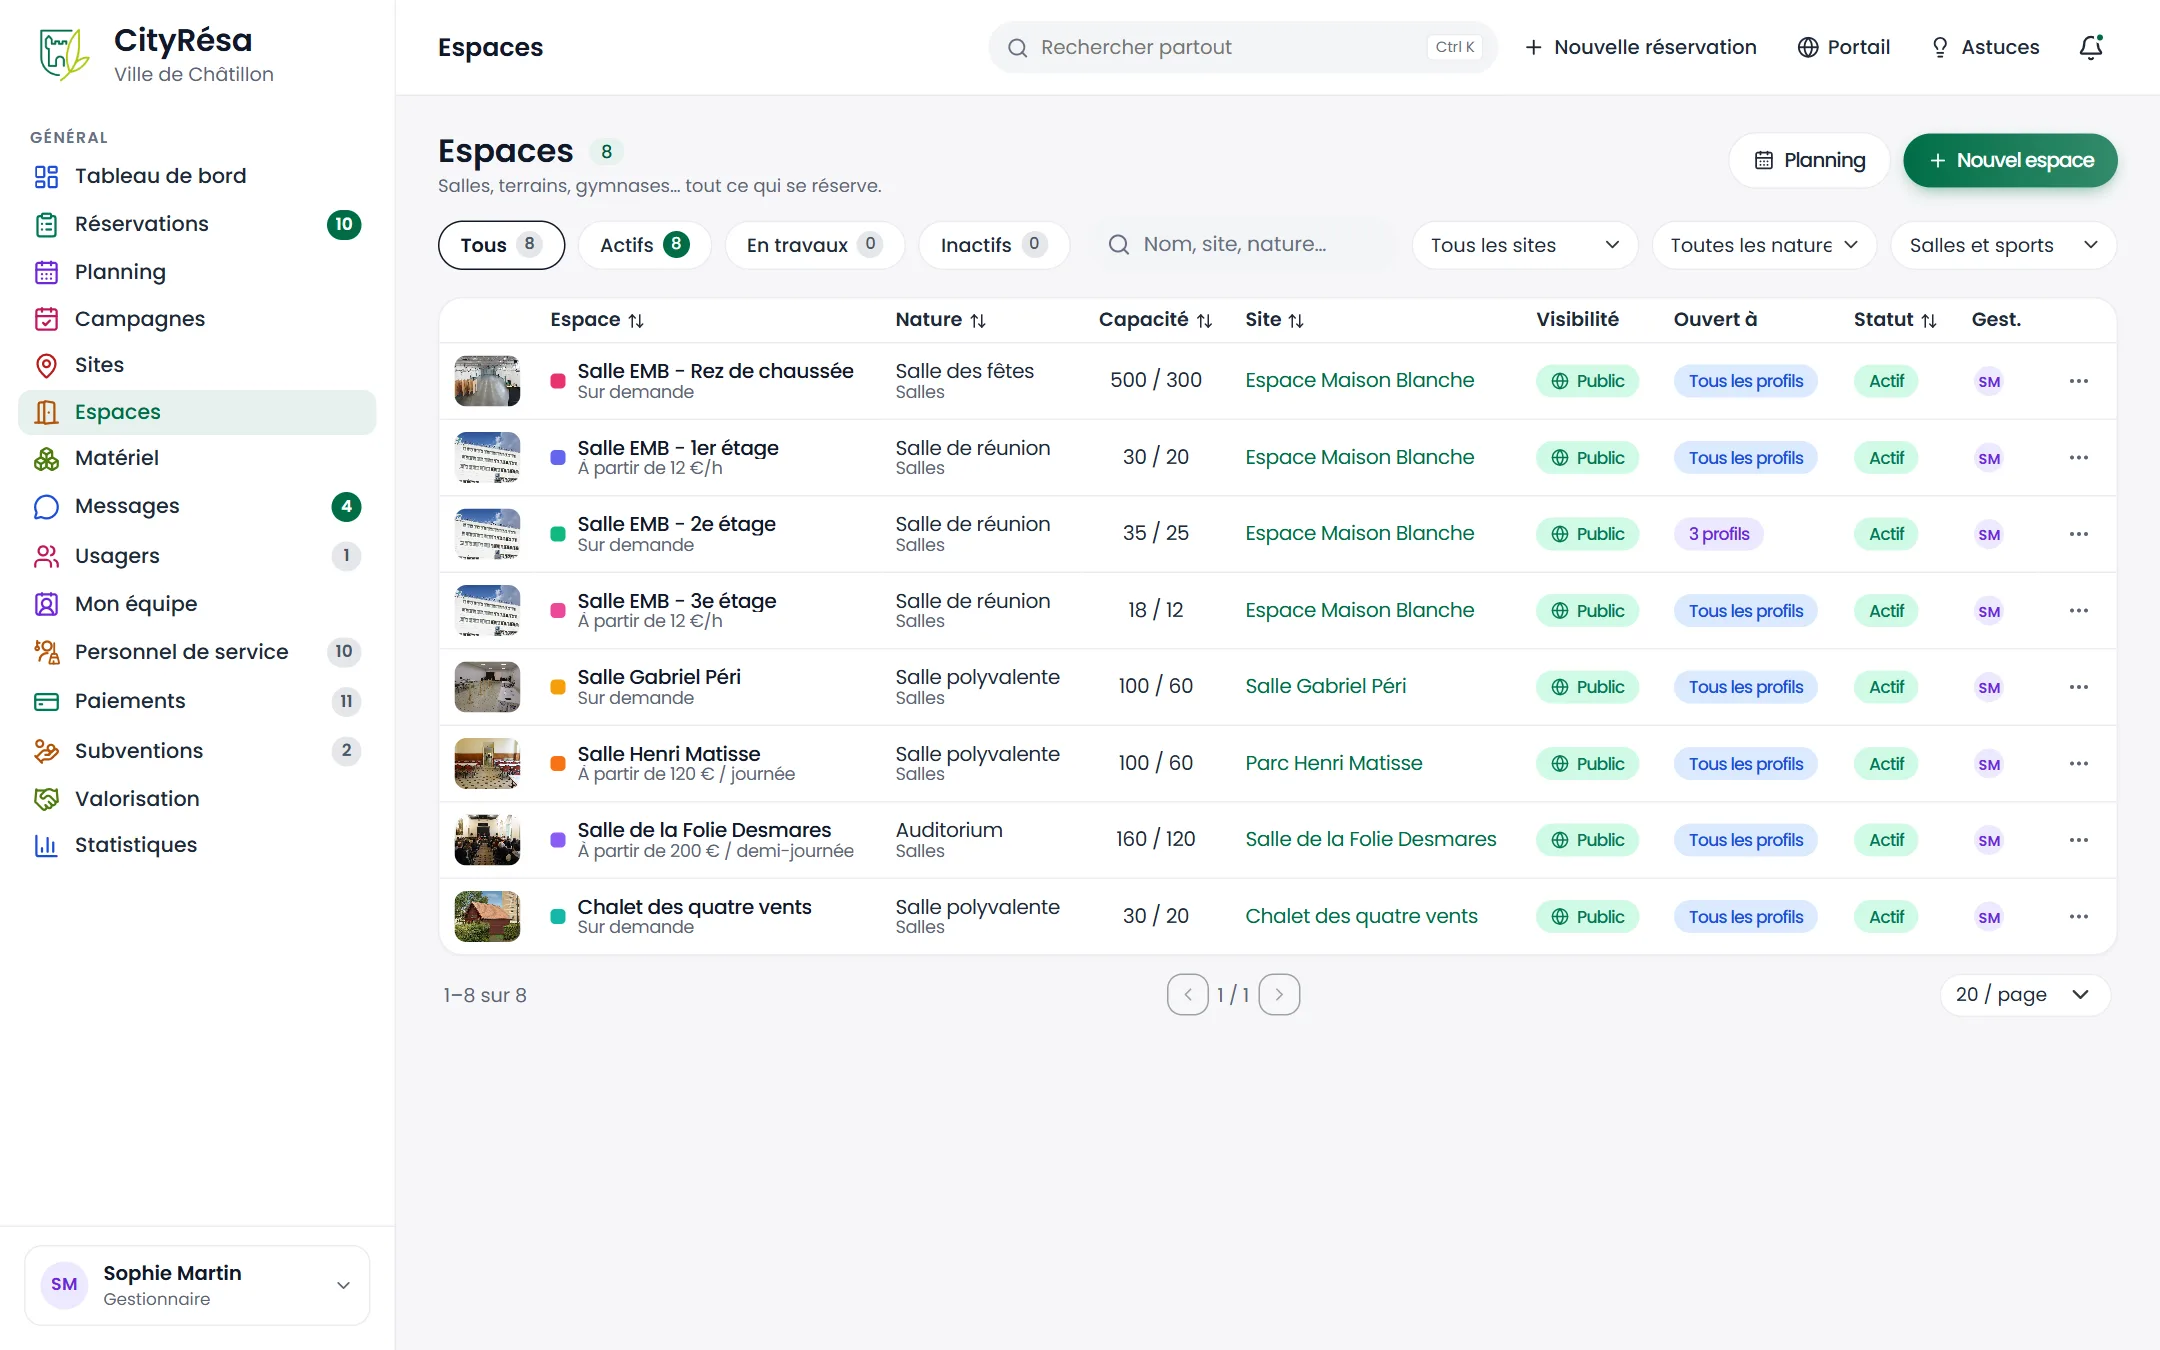 CityRésa
Ville de Châtillon
GÉNÉRAL
Tableau de bord
Réservations 10
Planning
Campagnes
Sites
Espaces
Matériel
Messages 4
Usagers 1
Mon équipe
Personnel de service 10
Paiements 11
Subventions 2
Valorisation
Statistiques
SM
Sophie Martin
Gestionnaire
Espaces
Rechercher partout Ctrl K
Nouvelle réservation
Portail
Astuces
Espaces 8
Salles, terrains, gymnases... tout ce qui se réserve.
Planning
+ Nouvel espace
Tous 8
Actifs 8
En travaux 0
Inactifs 0
Nom, site, nature...
Tous les sites
Toutes les nature
Salles et sports
Espace Nature Capacité Site Visibilité Ouvert à Statut Gest.
Salle EMB - Rez de chaussée Salle des fêtes 500 / 300 Espace Maison Blanche Public Tous les profils Actif SM
Sur demande Salles
Salle EMB - 1er étage Salle de réunion 30 / 20 Espace Maison Blanche Public Tous les profils Actif SM
À partir de 12 €/h Salles
Salle EMB - 2e étage Salle de réunion 35 / 25 Espace Maison Blanche Public 3 profils Actif SM
Sur demande Salles
Salle EMB - 3e étage Salle de réunion 18 / 12 Espace Maison Blanche Public Tous les profils Actif SM
À partir de 12 €/h Salles
Salle Gabriel Péri Salle polyvalente 100 / 60 Salle Gabriel Péri Public Tous les profils Actif SM
Sur demande Salles
Salle Henri Matisse Salle polyvalente 100 / 60 Parc Henri Matisse Public Tous les profils Actif SM
À partir de 120 € / journée Salles
Salle de la Folie Desmares Auditorium 160 / 120 Salle de la Folie Desmares Public Tous les profils Actif SM
À partir de 200 € / demi-journée Salles
Chalet des quatre vents Salle polyvalente 30 / 20 Chalet des quatre vents Public Tous les profils Actif SM
Sur demande Salles
1–8 sur 8
1 / 1
20 / page